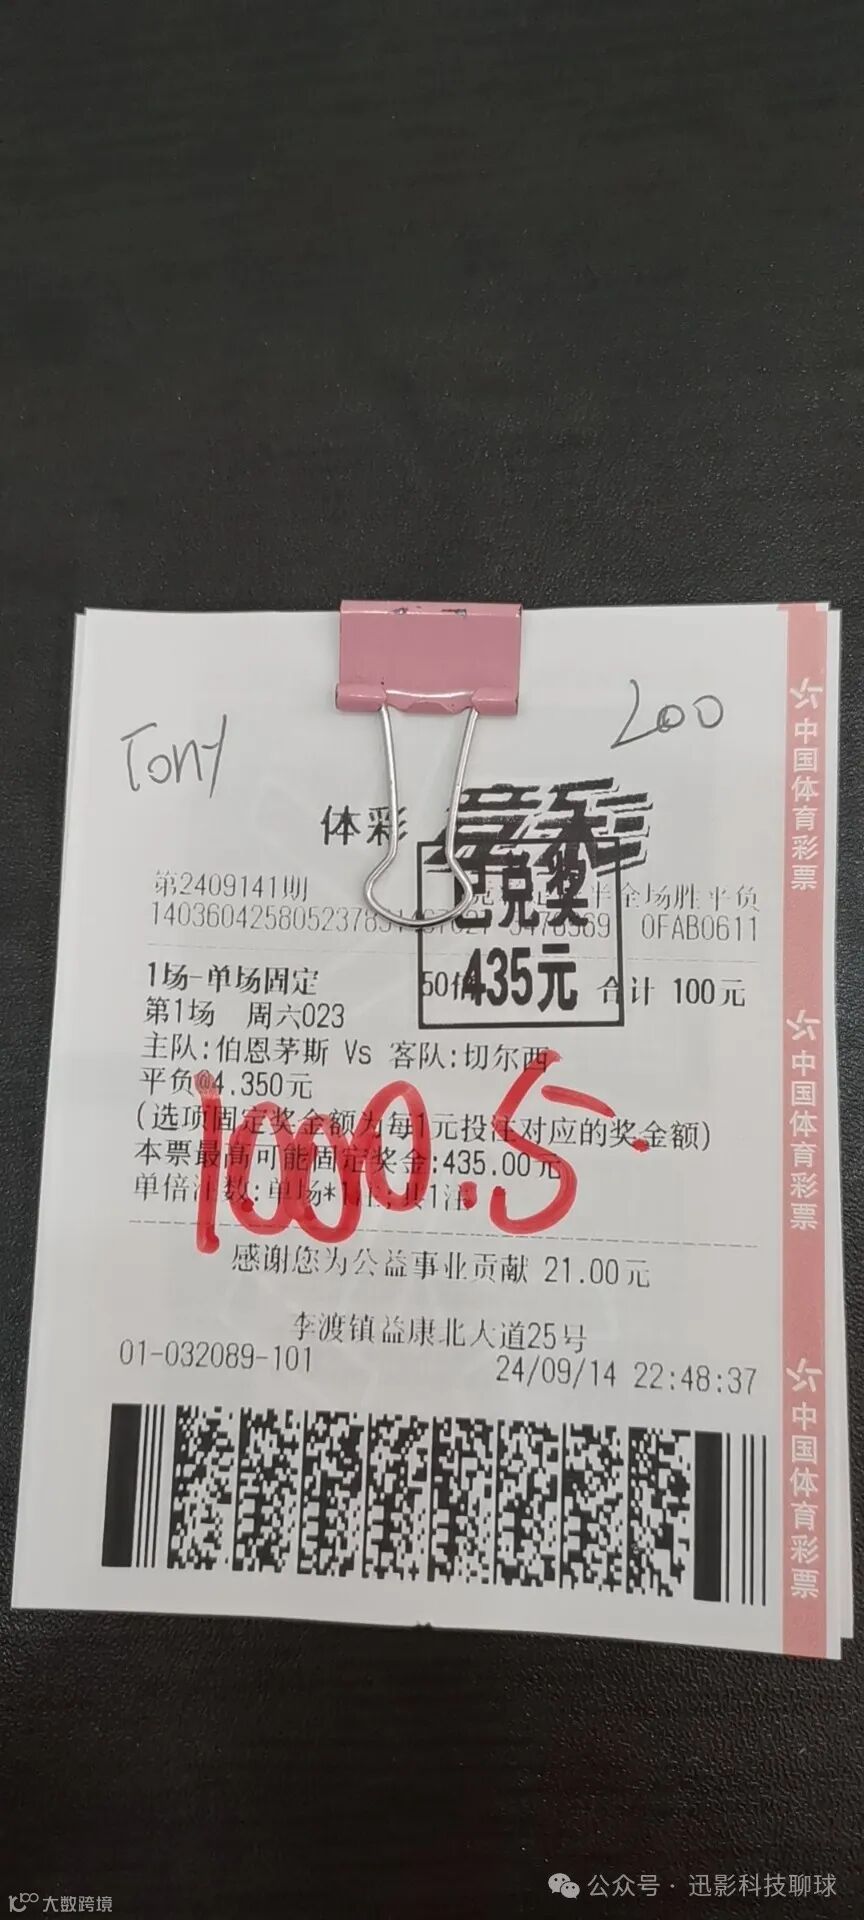 Tony
200
体彩
已兑奖
435元
第2409141期
半全场胜平负
0FAB0611
1场-单场固定
合计 100元
第1场 周六023
主队:伯恩茅斯 Vs 客队:切尔西
平负@4.350元
(选项固定奖金额为每1元投注对应的奖金额)
本票最高可能固定奖金:435.00元
单倍注数:单场*1注;共1注
1000.5
感谢您为公益事业贡献 21.00元
李渡镇益康北大道25号
01-032089-101
24/09/14 22:48:37
中国体育彩票
中国体育彩票
中国体育彩票
公众号 · 迅影科技聊球
大数跨境